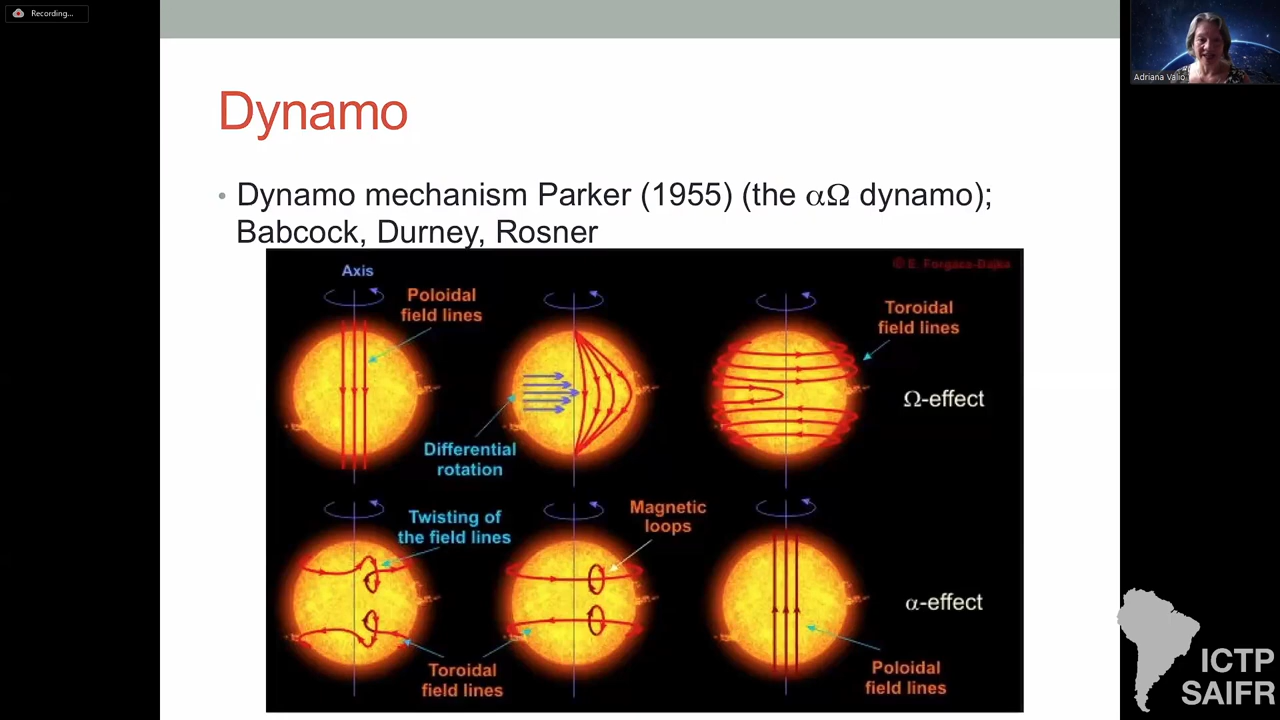 Recording...
Adriana Valio
Dynamo
• Dynamo mechanism Parker (1955) (the αΩ dynamo);
Babcock, Durney, Rosner
© E. Forgács-Dajka
Axis
Poloidal
field lines
Toroidal
field lines
Ω-effect
Differential
rotation
Twisting of
the field lines
Magnetic
loops
α-effect
Toroidal
field lines
Poloidal
field lines
ICTP
SAIFR